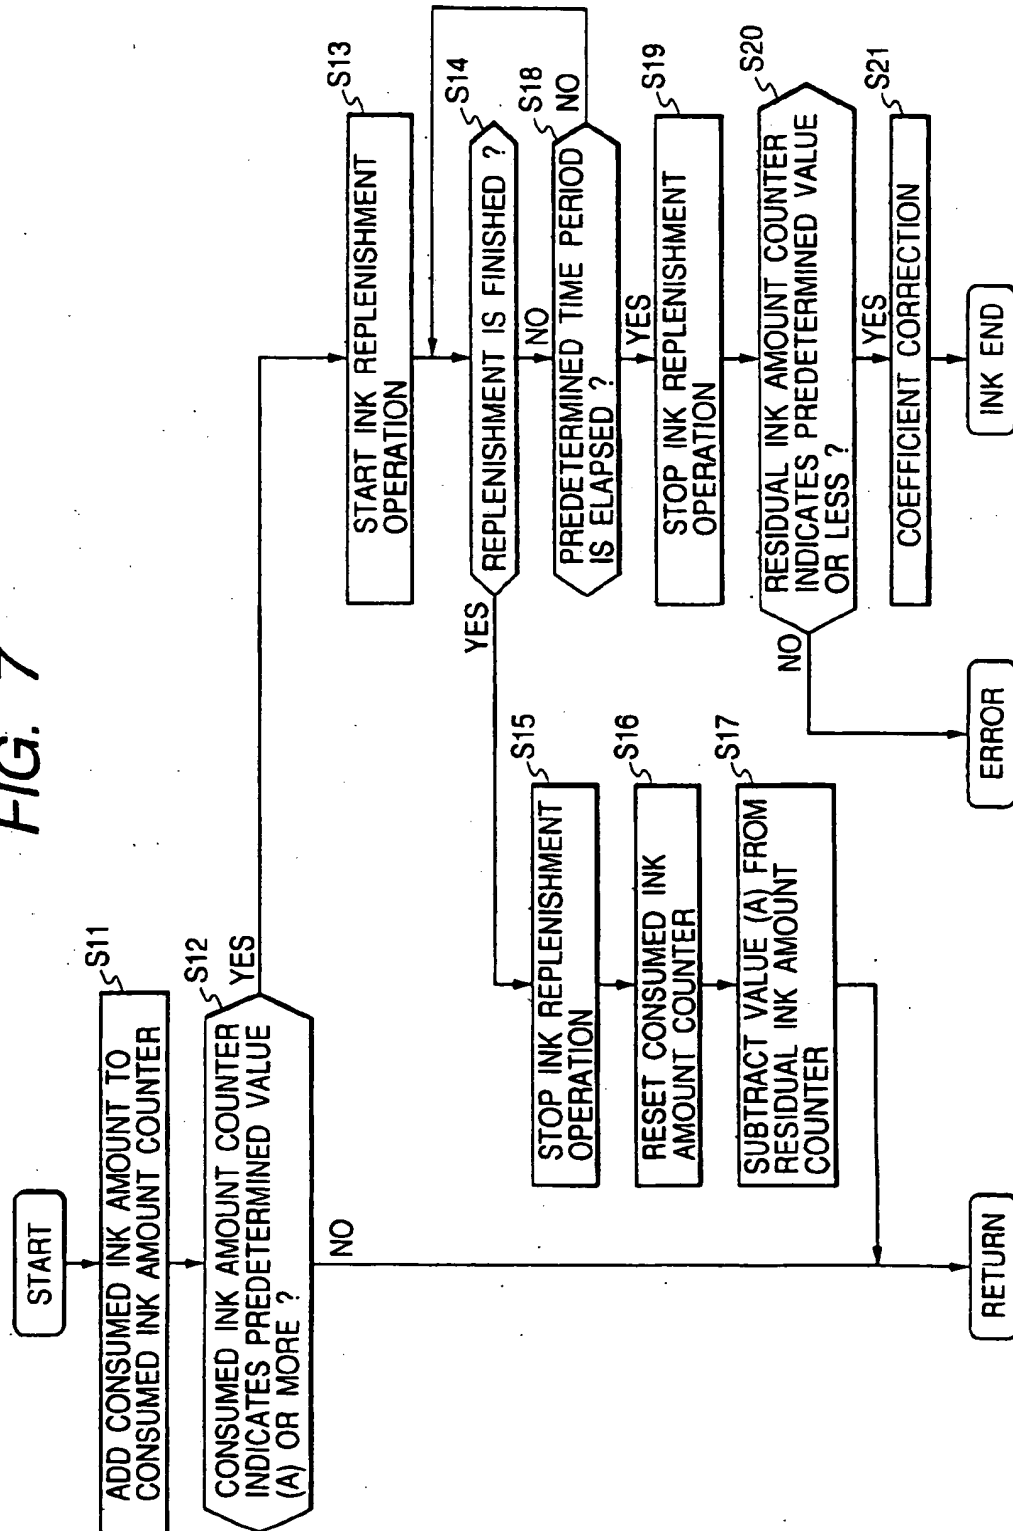 FIG. 7
START
S11
ADD CONSUMED INK AMOUNT TO
CONSUMED INK AMOUNT COUNTER
S12
CONSUMED INK AMOUNT COUNTER
INDICATES PREDETERMINED VALUE
(A) OR MORE ?
YES
NO
S13
START INK REPLENISHMENT
OPERATION
S14
REPLENISHMENT IS FINISHED ?
YES
NO
S15
STOP INK REPLENISHMENT
OPERATION
S16
RESET CONSUMED INK
AMOUNT COUNTER
S17
SUBTRACT VALUE (A) FROM
RESIDUAL INK AMOUNT
COUNTER
S18
PREDETERMINED TIME PERIOD
IS ELAPSED ?
NO
YES
S19
STOP INK REPLENISHMENT
OPERATION
S20
RESIDUAL INK AMOUNT COUNTER
INDICATES PREDETERMINED VALUE
OR LESS ?
NO
YES
S21
COEFFICIENT CORRECTION
RETURN
ERROR
INK END